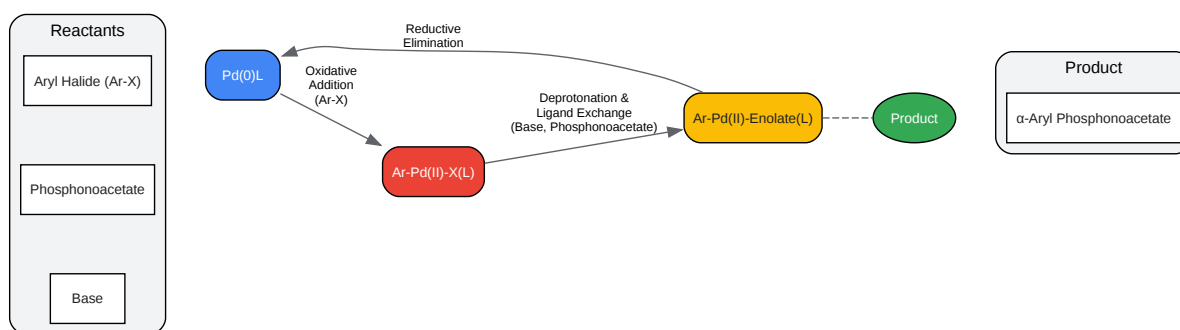 Reactants
Aryl Halide (Ar-X)
Phosphonoacetate
Base
Pd(0)L
Reductive
Elimination
Oxidative
Addition
(Ar-X)
Ar-Pd(II)-X(L)
Deprotonation &
Ligand Exchange
(Base, Phosphonoacetate)
Ar-Pd(II)-Enolate(L)
Product
Product
α-Aryl Phosphonoacetate